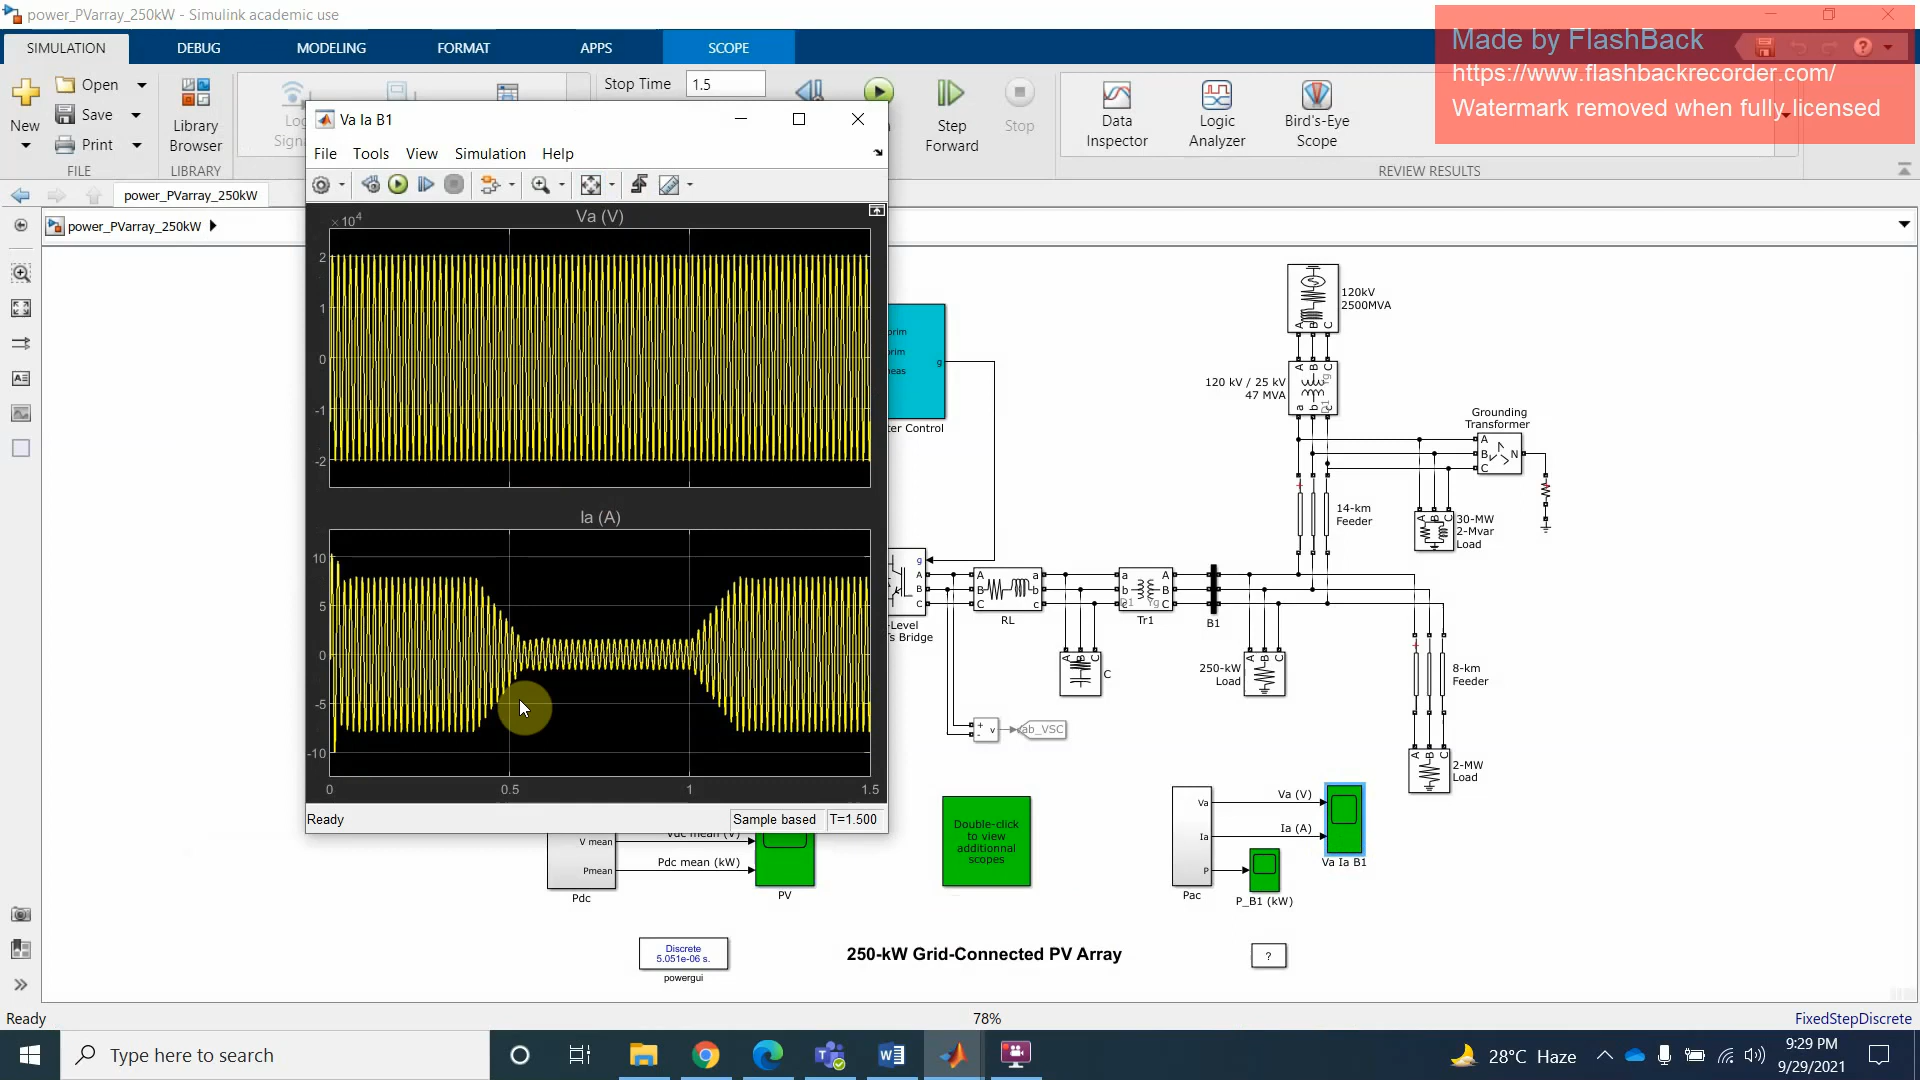 power_PVarray_250kW - Simulink academic use
Made by FlashBack
https://www.flashbackrecorder.com/
Watermark removed when fully licensed
SIMULATION
DEBUG
MODELING
FORMAT
APPS
SCOPE
New
Open
Save
Print
FILE
Library
Browser
LIBRARY
Stop Time
1.5
Step
Forward
Stop
Data
Inspector
Logic
Analyzer
Bird's-Eye
Scope
REVIEW RESULTS
power_PVarray_250kW
power_PVarray_250kW
Va Ia B1
File
Tools
View
Simulation
Help
×10^4
Va (V)
2
1
0
-1
-2
Ia (A)
10
5
0
-5
-10
0
0.5
1
1.5
Ready
Sample based
T=1.500
g
A
B
C
A
B
C
a
b
c
RL
a
b
c
A
B
C
D1
Yg
Tr1
B1
A
B
C
C
250-kW
Load
A
B
C
v
120kV
2500MVA
A
B
C
120 kV / 25 kV
47 MVA
A
B
C
a
b
c
Grounding
Transformer
A
B
C
N
14-km
Feeder
30-MW
2-Mvar
Load
A
B
C
8-km
Feeder
2-MW
Load
A
B
C
V mean
Pmean
Pdc
Pdc mean (kW)
PV
Double-click
to view
additionnal
scopes
Va
Ia
P
Pac
Va (V)
Ia (A)
Va Ia B1
P_B1 (kW)
Discrete
5.051e-06 s.
powergui
250-kW Grid-Connected PV Array
?
Ready
78%
FixedStepDiscrete
Type here to search
28°C Haze
9:29 PM
9/29/2021